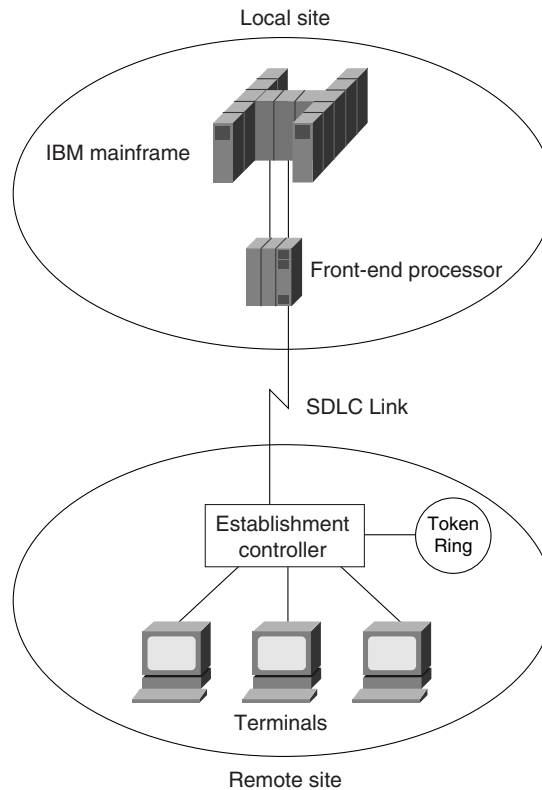 Local site
IBM mainframe
Front-end processor
SDLC Link
Establishment
controller
Token
Ring
Terminals
Remote site